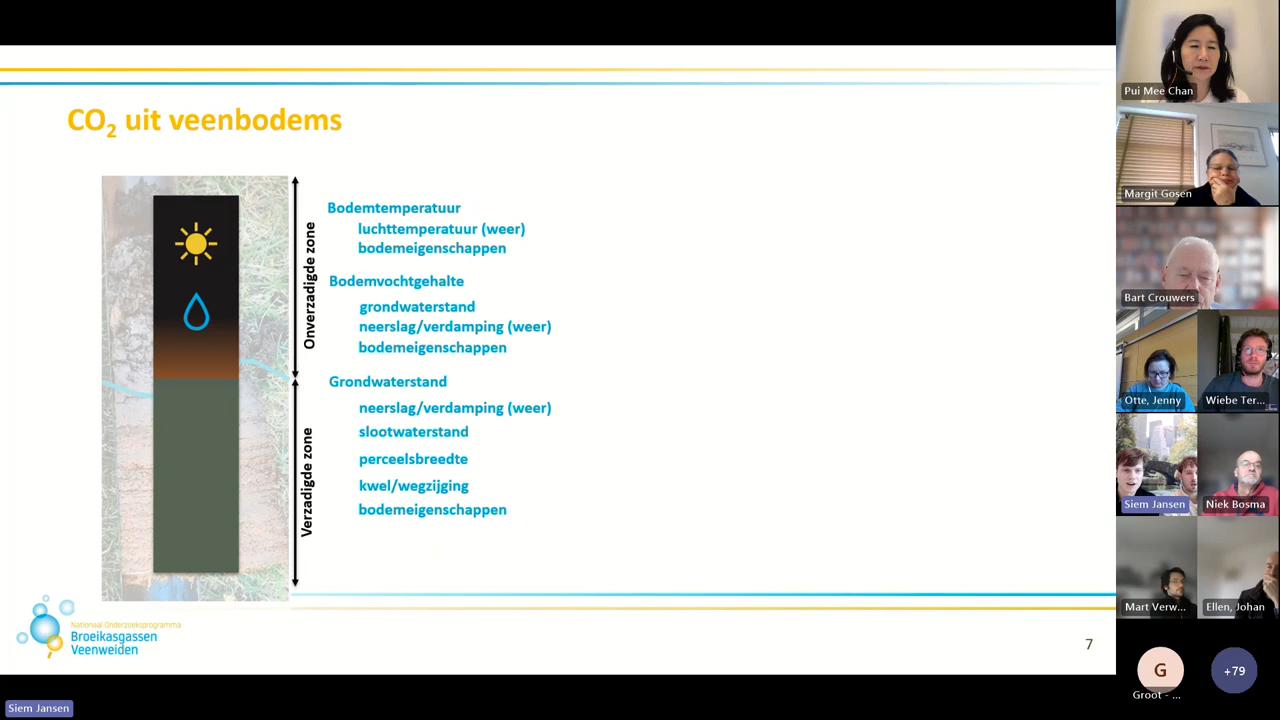 CO2 uit veenbodems
Onverzadigde zone
Verzadigde zone
Bodemtemperatuur
luchttemperatuur (weer)
bodemeigenschappen
Bodemvochtgehalte
grondwaterstand
neerslag/verdamping (weer)
bodemeigenschappen
Grondwaterstand
neerslag/verdamping (weer)
slootwaterstand
perceelsbreedte
kwel/wegzijging
bodemeigenschappen
Nationaal Onderzoeksprogramma
Broeikasgassen
Veenweiden
7
Siem Jansen
Pui Mee Chan
Margit Gosen
Bart Crouwers
Otte, Jenny
Wiebe Ter...
Siem Jansen
Niek Bosma
Mart Verw...
Ellen, Johan
G
Groot - ...
+79